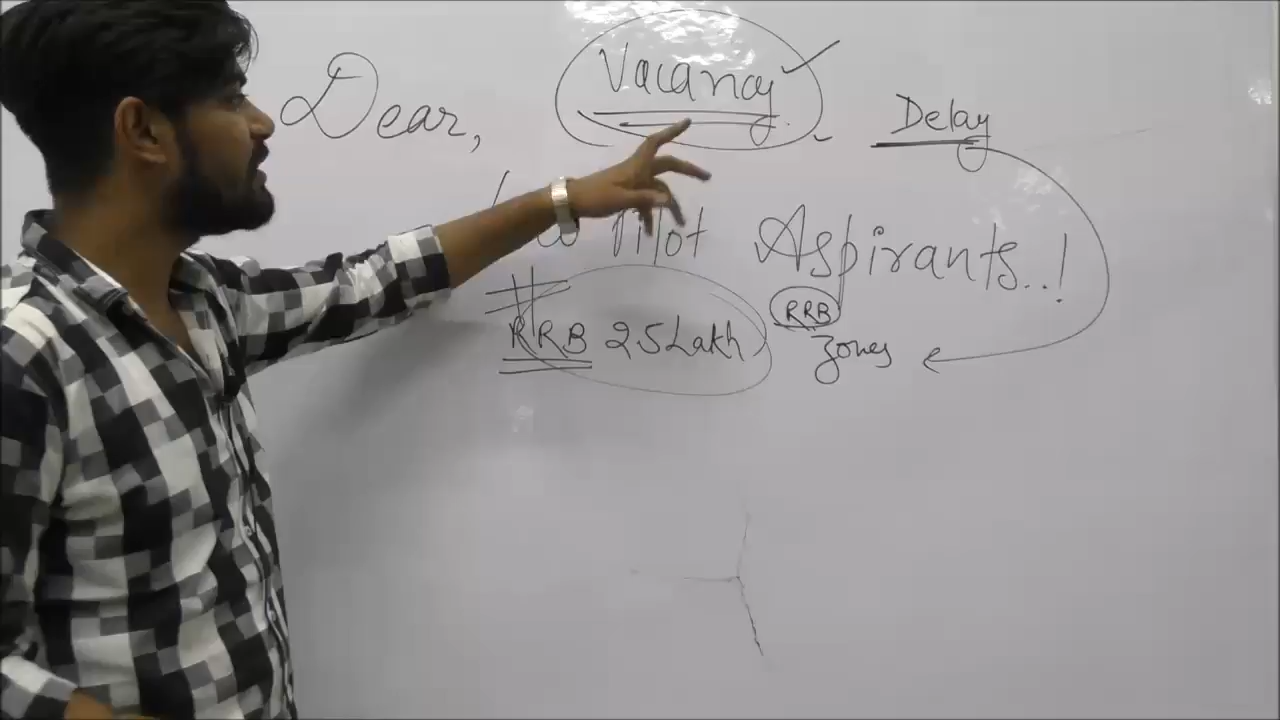 Vacancy
Dear,
Delay
Pilot Aspirants..!
RRB
# RRB 25 Lakh
Zones